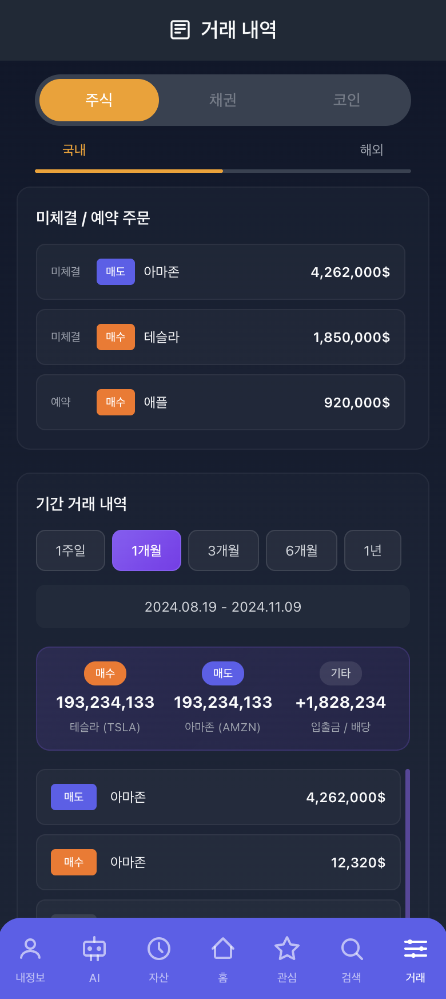 거래 내역
주식 채권 코인
국내 해외
미체결 / 예약 주문
미체결 매도 아마존 4,262,000$
미체결 매수 테슬라 1,850,000$
예약 매수 애플 920,000$
기간 거래 내역
1주일 1개월 3개월 6개월 1년
2024.08.19 - 2024.11.09
매수 매도 기타
193,234,133 193,234,133 +1,828,234
테슬라 (TSLA) 아마존 (AMZN) 입출금 / 배당
매도 아마존 4,262,000$
매수 아마존 12,320$
내정보 AI 자산 홈 관심 검색 거래